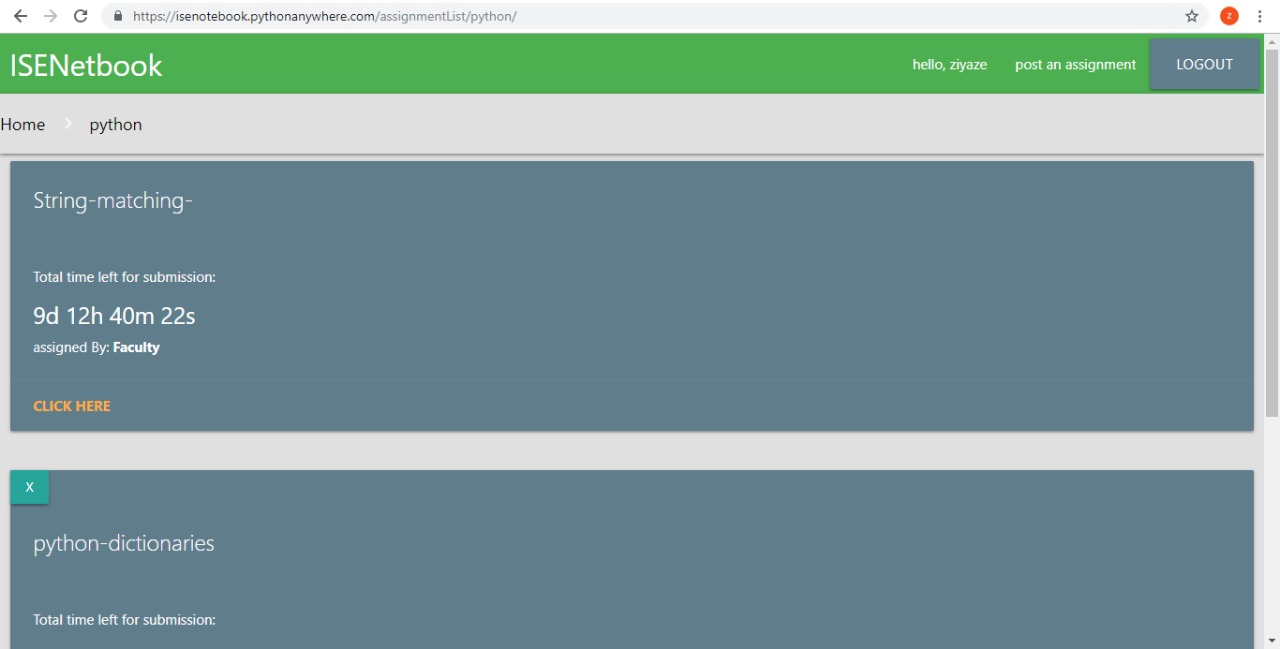 https://isenotebook.pythonanywhere.com/assignmentList/python/
z
ISENetbook
hello, ziyaze
post an assignment
LOGOUT
Home
python
String-matching-
Total time left for submission:
9d 12h 40m 22s
assigned By: Faculty
CLICK HERE
X
python-dictionaries
Total time left for submission: